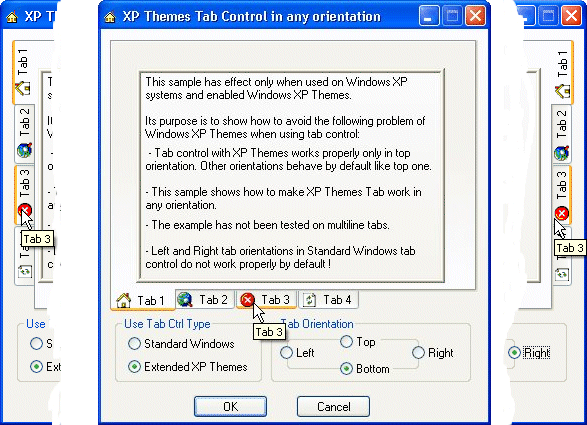 XP Th
XP Themes Tab Control in any orientation
Tab 1
Tab 2
Tab 3
Tab 3
Use
Exten
This sample has effect only when used on Windows XP
systems and enabled Windows XP Themes.
Its purpose is to show how to avoid the following problem of
Windows XP Themes when using tab control:
- Tab control with XP Themes works properly only in top
orientation. Other orientations behave by default like top one.
- This sample shows how to make XP Themes Tab work in
any orientation.
- The example has not been tested on multiline tabs.
- Left and Right tab orientations in Standard Windows tab
control do not work properly by default !
Tab 1 Tab 2 Tab 3 Tab 4
Tab 3
Use Tab Ctrl Type
Standard Windows
Extended XP Themes
Tab Orientation
Left
Top
Right
Bottom
OK Cancel
Tab 1
Tab 2
Tab 3
Tab 3
Right